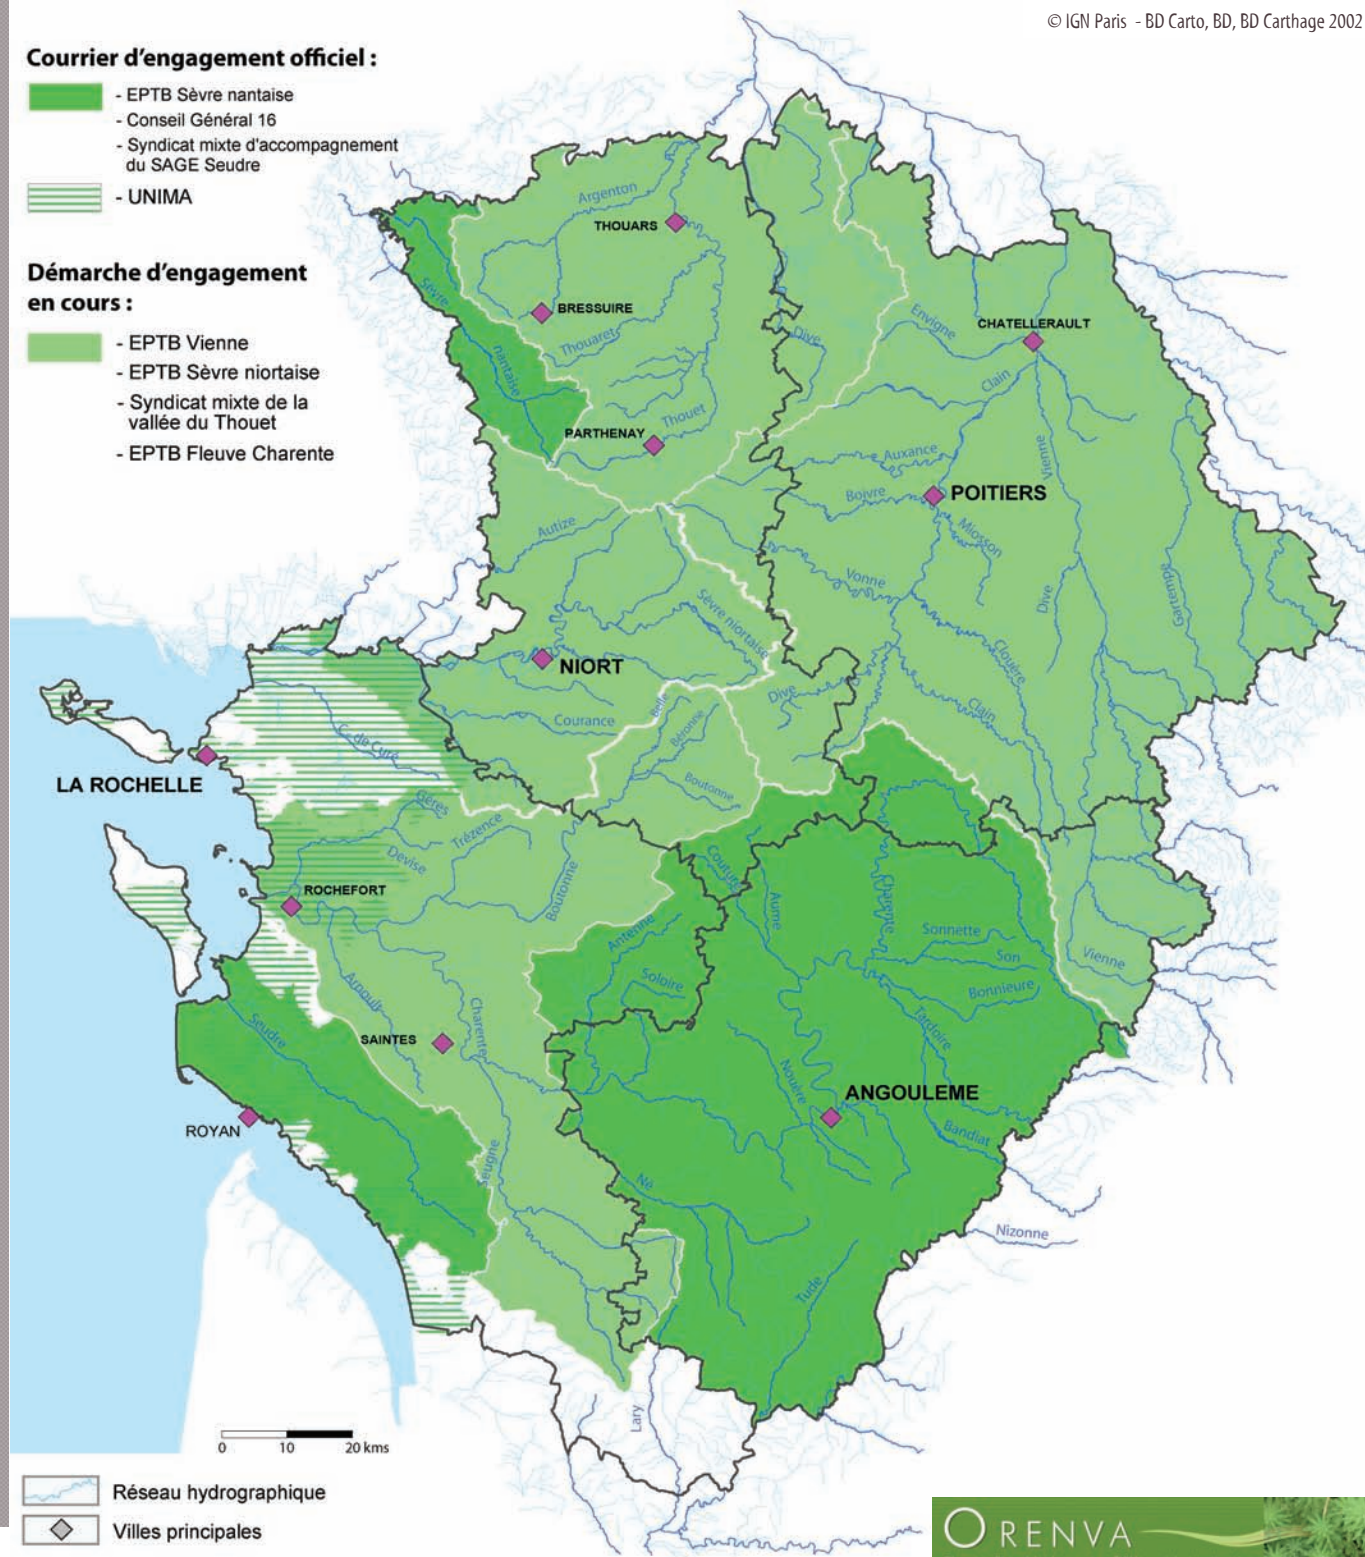 © IGN Paris - BD Carto, BD, BD Carthage 2002
Courrier d'engagement officiel :
- EPTB Sèvre nantaise
- Conseil Général 16
- Syndicat mixte d'accompagnement
du SAGE Seudre
- UNIMA
Démarche d'engagement
en cours :
- EPTB Vienne
- EPTB Sèvre niortaise
- Syndicat mixte de la
vallée du Thouet
- EPTB Fleuve Charente
Argenton
THOUARS
Sèvre
nantaise
BRESSUIRE
Thouaret
Dive
Envigne
CHATELLERAULT
Clain
Thouet
PARTHENAY
Auxance
Vienne
Boivre
POITIERS
Miosson
Autize
Vonne
Dive
Gartempe
Sèvre niortaise
Clouère
NIORT
Belle
Dive
Clain
Courance
Béronne
C. de Curé
LA ROCHELLE
Boutonne
Gères
Trézence
Devise
Couture
ROCHEFORT
Boutonne
Aume
Charente
Antenne
Sonnette
Son
Vienne
Soloire
Bonnieure
Arnoult
Charente
Tardoire
Seudre
SAINTES
Nouère
ANGOULEME
ROYAN
Bandiat
Seugne
Né
Nizonne
Tude
Lary
0 10 20 kms
Réseau hydrographique
Villes principales
ORENVA